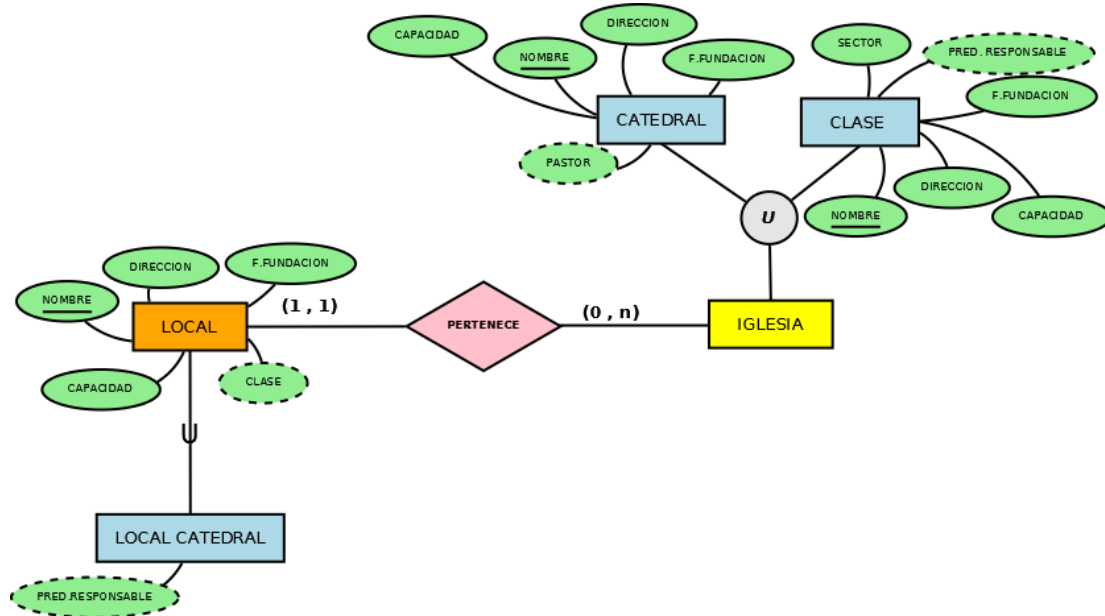 DIRECCION
CAPACIDAD
SECTOR
NOMBRE
F.FUNDACION
PRED. RESPONSABLE
F.FUNDACION
CATEDRAL
CLASE
PASTOR
DIRECCION
NOMBRE
CAPACIDAD
U
DIRECCION
F.FUNDACION
NOMBRE
(1 , 1)
(0 , n)
LOCAL
PERTENECE
IGLESIA
CAPACIDAD
CLASE
U
LOCAL CATEDRAL
PRED.RESPONSABLE